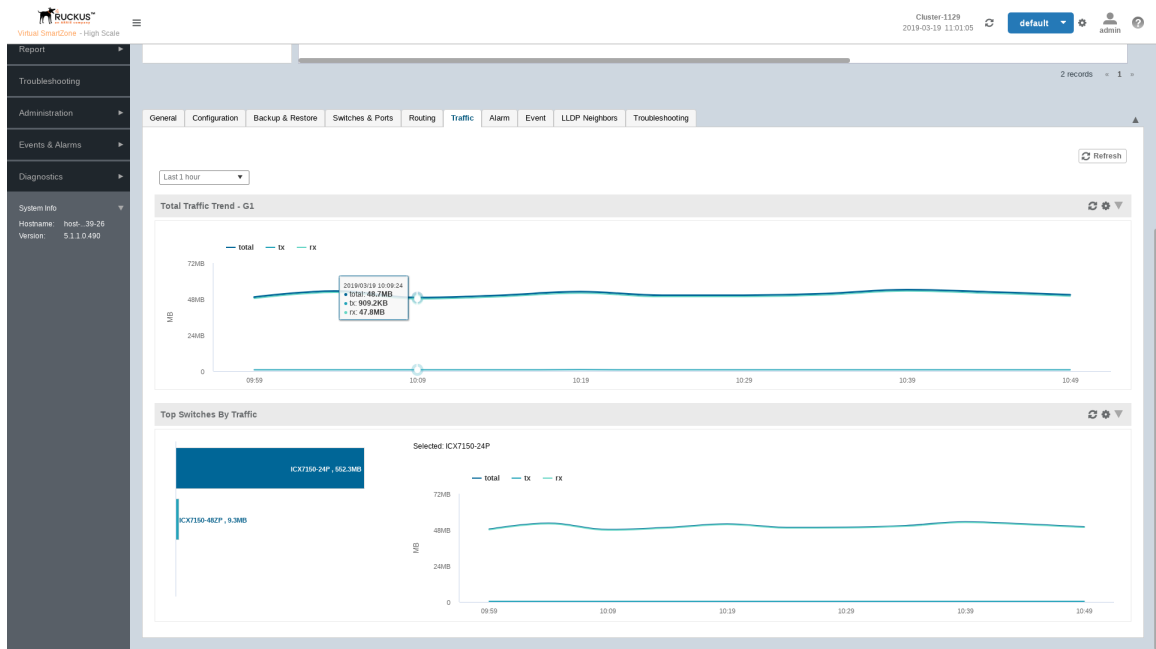 RUCKUS™
Virtual SmartZone - High Scale
Cluster-1129
2019-03-19 11:01:05
default
admin
Report
Troubleshooting
Administration
Events & Alarms
Diagnostics
System Info
Hostname: host-..39-26
Version: 5.1.1.0.490
2 records « 1 »
General Configuration Backup & Restore Switches & Ports Routing Traffic Alarm Event LLDP Neighbors Troubleshooting
Refresh
Last 1 hour
Total Traffic Trend - G1
total tx rx
72MB
48MB
24MB
0
MB
2019/03/19 10:09:24
total: 48.7MB
tx: 909.2KB
rx: 47.8MB
09:59 10:09 10:19 10:29 10:39 10:49
Top Switches By Traffic
ICX7150-24P , 552.3MB
ICX7150-48ZP , 9.3MB
Selected: ICX7150-24P
total tx rx
72MB
48MB
24MB
0
MB
09:59 10:09 10:19 10:29 10:39 10:49